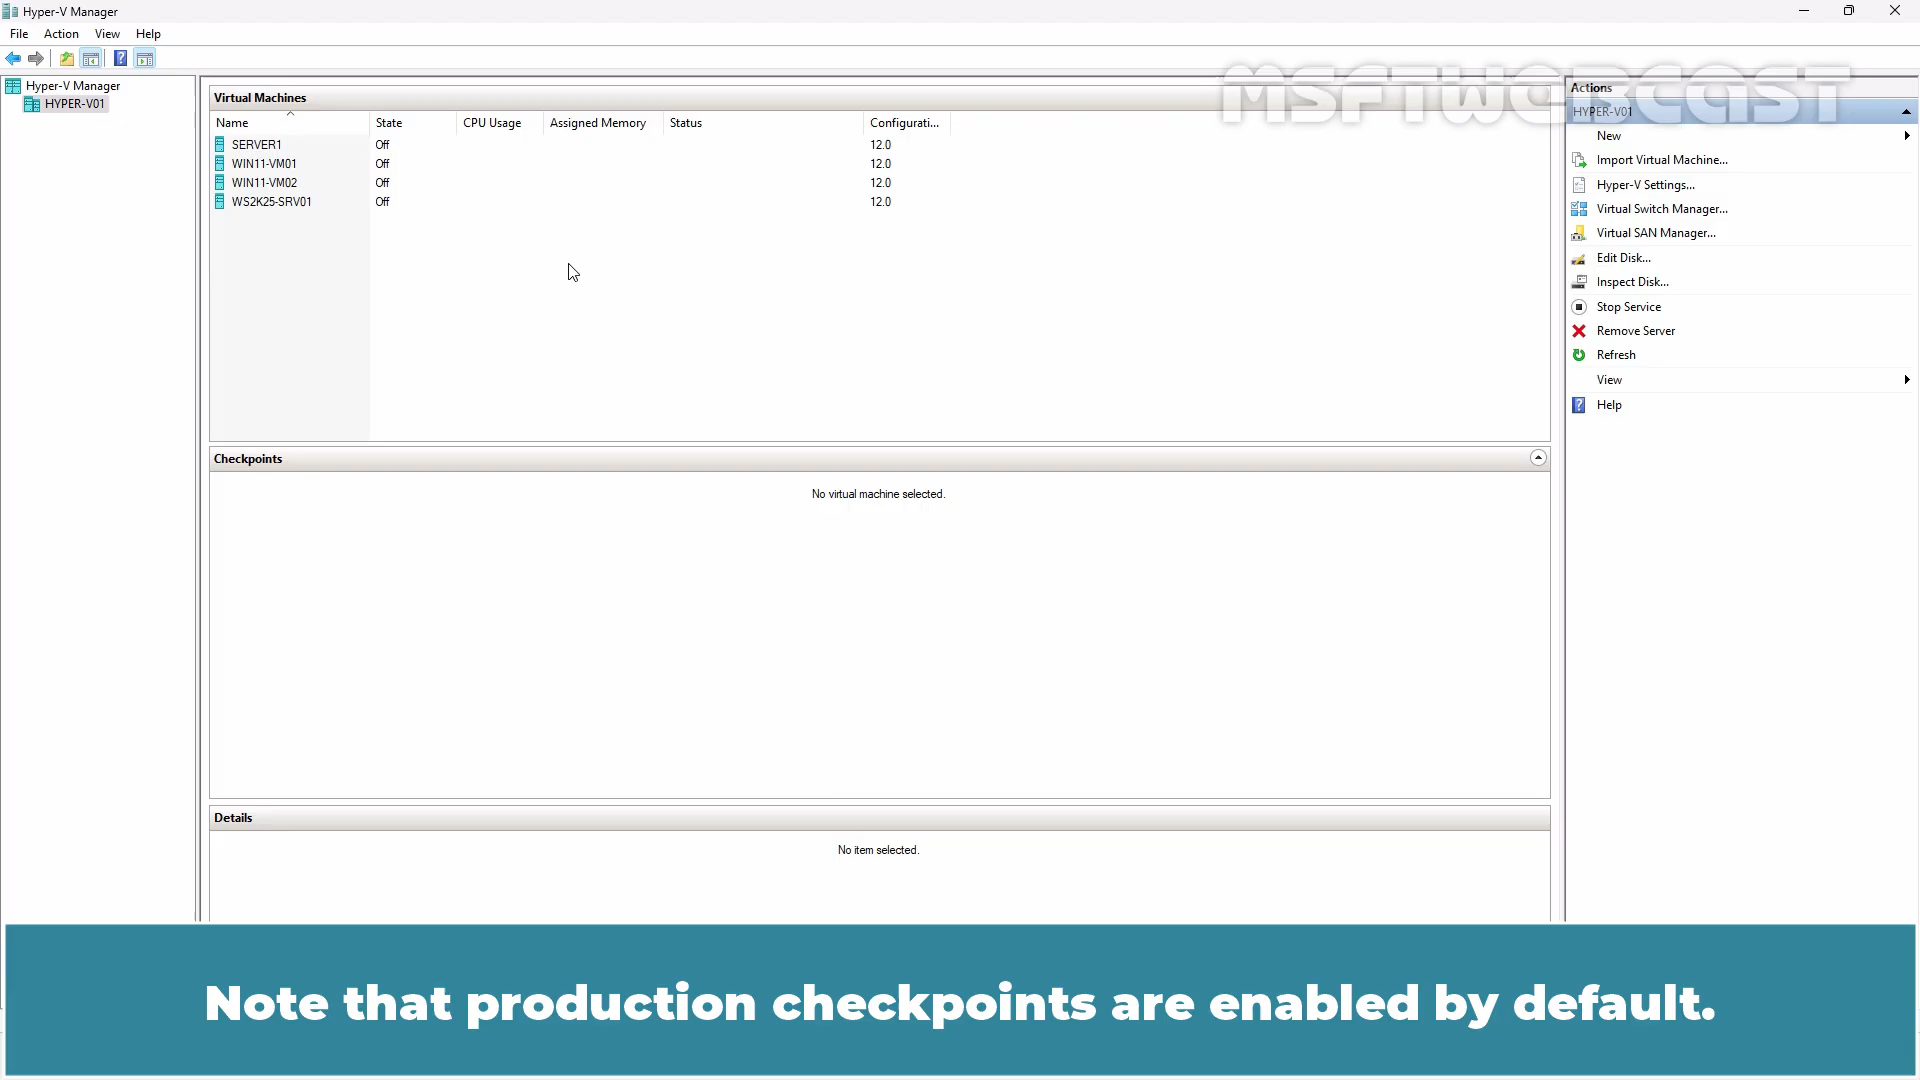 Hyper-V Manager
File Action View Help
MSFTWEBCAST
Hyper-V Manager
HYPER-V01
Virtual Machines
Name State CPU Usage Assigned Memory Status Configurati...
SERVER1 Off 12.0
WIN11-VM01 Off 12.0
WIN11-VM02 Off 12.0
WS2K25-SRV01 Off 12.0
Checkpoints
No virtual machine selected.
Details
No item selected.
Actions
HYPER-V01
New
Import Virtual Machine...
Hyper-V Settings...
Virtual Switch Manager...
Virtual SAN Manager...
Edit Disk...
Inspect Disk...
Stop Service
Remove Server
Refresh
View
Help
Note that production checkpoints are enabled by default.